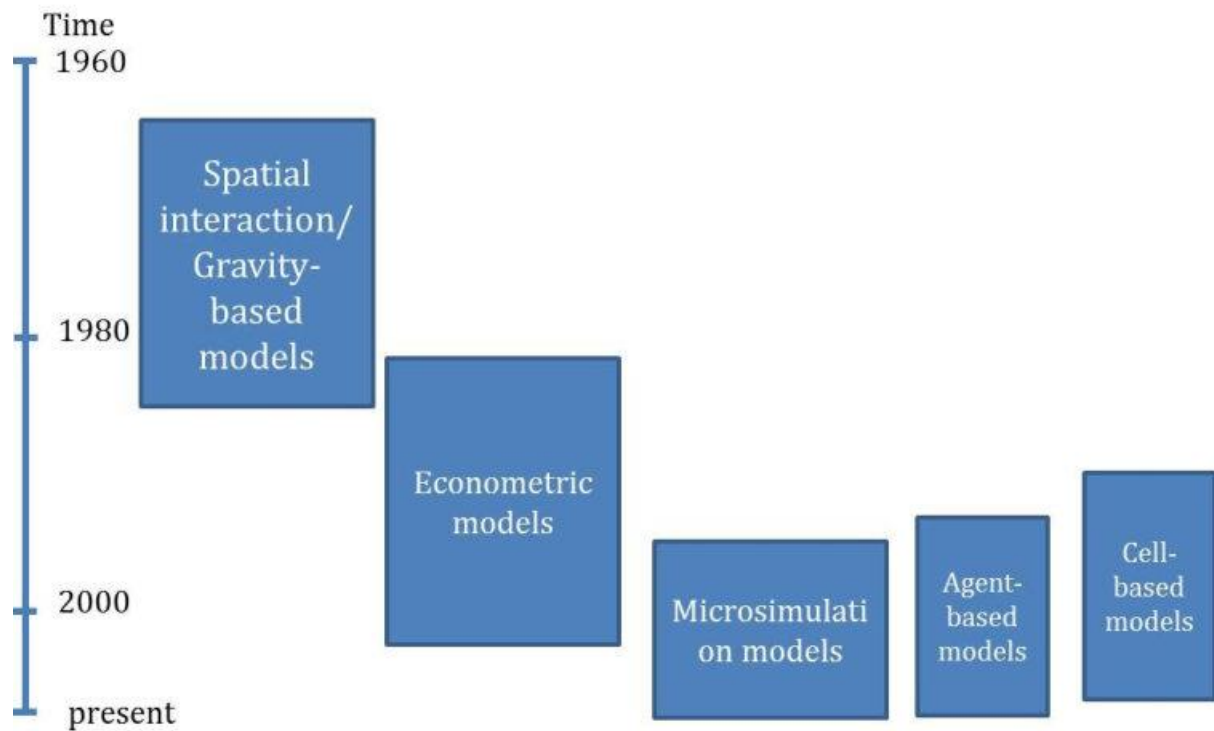 Time
1960
Spatial
interaction/
Gravity-
based
models
1980
Econometric
models
Cell-
based
models
Agent-
based
models
2000
Microsimulati
on models
present